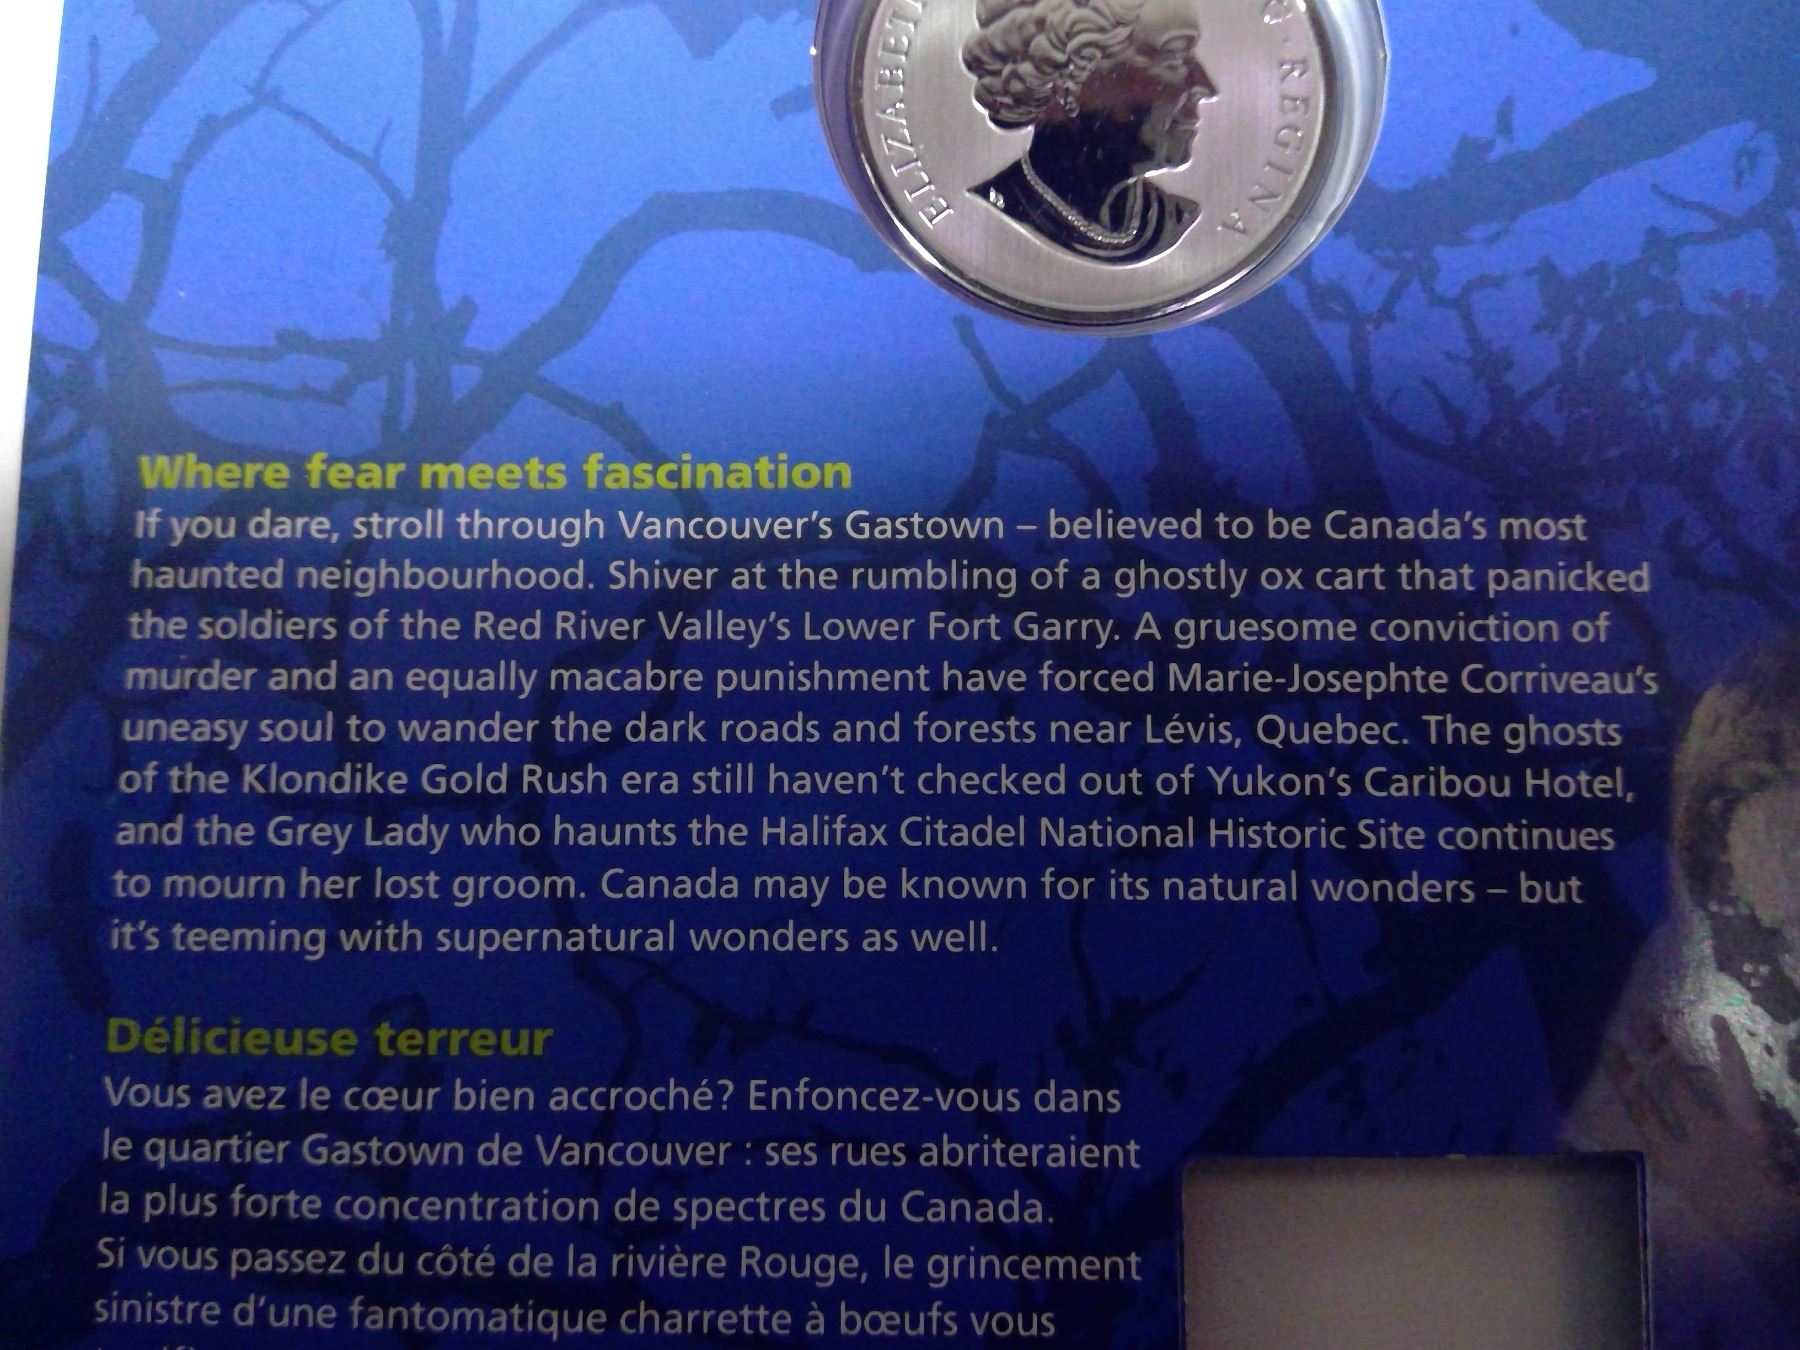 ELIZABETH
REGINA
Where fear meets fascination
If you dare, stroll through Vancouver's Gastown – believed to be Canada's most
haunted neighbourhood. Shiver at the rumbling of a ghostly ox cart that panicked
the soldiers of the Red River Valley's Lower Fort Garry. A gruesome conviction of
murder and an equally macabre punishment have forced Marie-Josephte Corriveau's
uneasy soul to wander the dark roads and forests near Lévis, Quebec. The ghosts
of the Klondike Gold Rush era still haven't checked out of Yukon's Caribou Hotel,
and the Grey Lady who haunts the Halifax Citadel National Historic Site continues
to mourn her lost groom. Canada may be known for its natural wonders – but
it's teeming with supernatural wonders as well.
Délicieuse terreur
Vous avez le cœur bien accroché? Enfoncez-vous dans
le quartier Gastown de Vancouver : ses rues abriteraient
la plus forte concentration de spectres du Canada.
Si vous passez du côté de la rivière Rouge, le grincement
sinistre d'une fantomatique charrette à bœufs vous